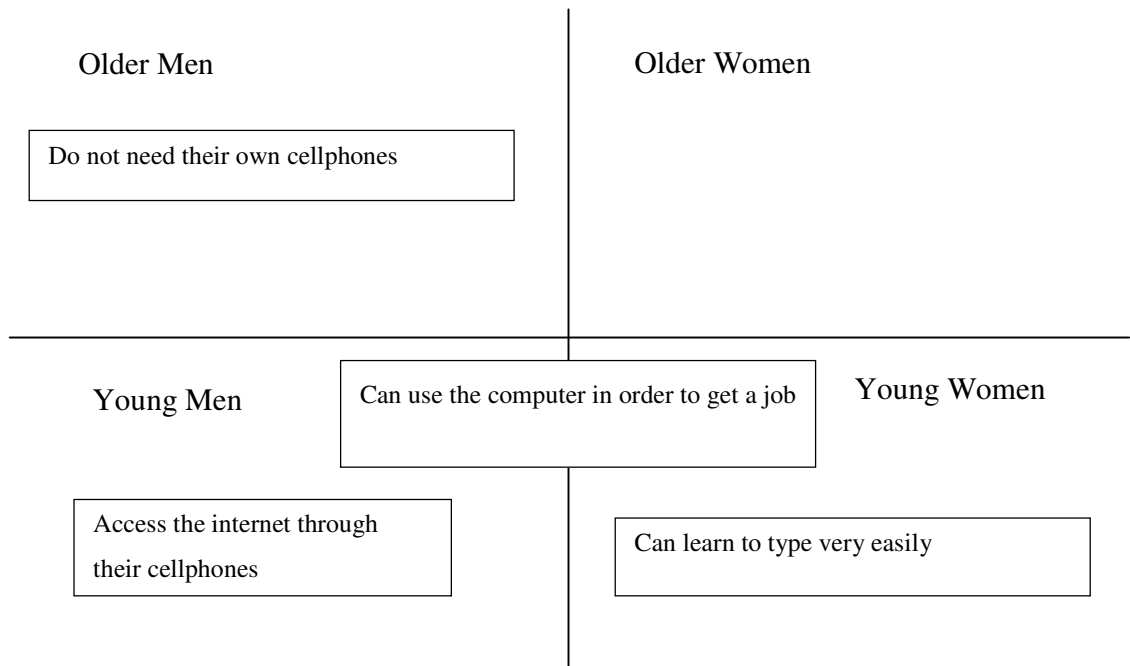 Older Men
Older Women
Do not need their own cellphones
Young Men
Can use the computer in order to get a job
Young Women
Access the internet through
their cellphones
Can learn to type very easily